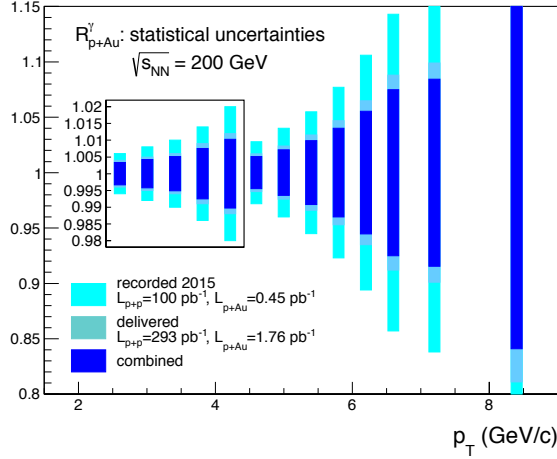 R^γ_p+Au: statistical uncertainties
√s_NN = 200 GeV
1.15
1.1
1.05
1
0.95
0.9
0.85
0.8
1.02
1.015
1.01
1.005
1
0.995
0.99
0.985
0.98
recorded 2015
L_p+p=100 pb⁻¹, L_p+Au=0.45 pb⁻¹
delivered
L_p+p=293 pb⁻¹, L_p+Au=1.76 pb⁻¹
combined
2 4 6 8
p_T (GeV/c)